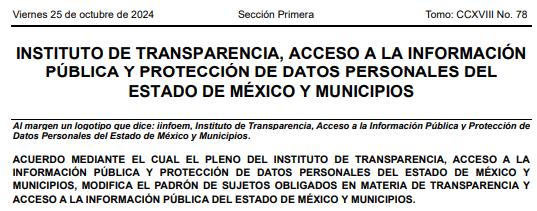 Viernes 25 de octubre de 2024 Sección Primera Tomo: CCXVIII No. 78
INSTITUTO DE TRANSPARENCIA, ACCESO A LA INFORMACIÓN
PÚBLICA Y PROTECCIÓN DE DATOS PERSONALES DEL
ESTADO DE MÉXICO Y MUNICIPIOS
Al margen un logotipo que dice: iinfoem, Instituto de Transparencia, Acceso a la Información Pública y Protección de
Datos Personales del Estado de México y Municipios.
ACUERDO MEDIANTE EL CUAL EL PLENO DEL INSTITUTO DE TRANSPARENCIA, ACCESO A LA
INFORMACIÓN PÚBLICA Y PROTECCIÓN DE DATOS PERSONALES DEL ESTADO DE MÉXICO Y
MUNICIPIOS, MODIFICA EL PADRÓN DE SUJETOS OBLIGADOS EN MATERIA DE TRANSPARENCIA Y
ACCESO A LA INFORMACIÓN PÚBLICA DEL ESTADO DE MÉXICO Y MUNICIPIOS.